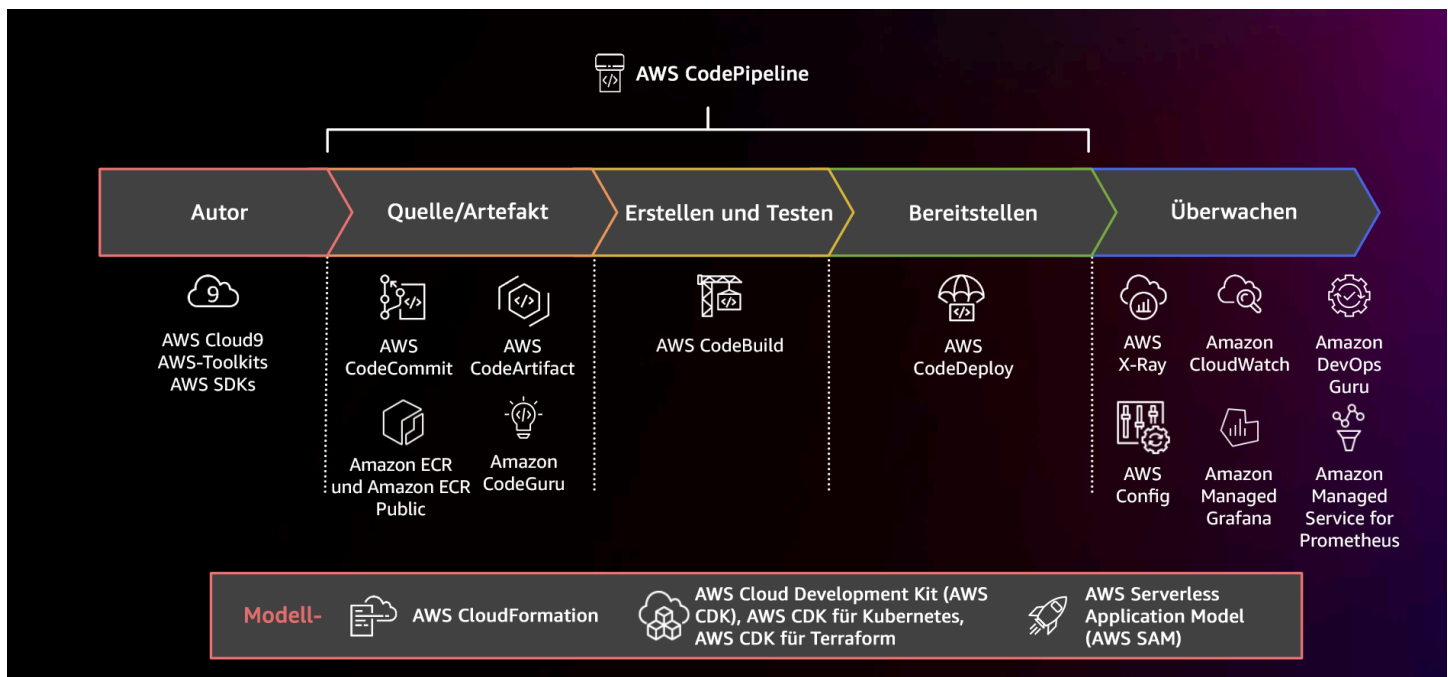 AWS CodePipeline
Autor
Quelle/Artefakt
Erstellen und Testen
Bereitstellen
Überwachen
9
AWS Cloud9
AWS-Toolkits
AWS SDKs
AWS
CodeCommit
AWS
CodeArtifact
Amazon ECR
und Amazon ECR
Public
Amazon
CodeGuru
AWS CodeBuild
AWS
CodeDeploy
AWS
X-Ray
Amazon
CloudWatch
Amazon
DevOps
Guru
AWS
Config
Amazon
Managed
Grafana
Amazon
Managed
Service for
Prometheus
Modell-
AWS CloudFormation
AWS Cloud Development Kit (AWS
CDK), AWS CDK für Kubernetes,
AWS CDK für Terraform
AWS Serverless
Application Model
(AWS SAM)